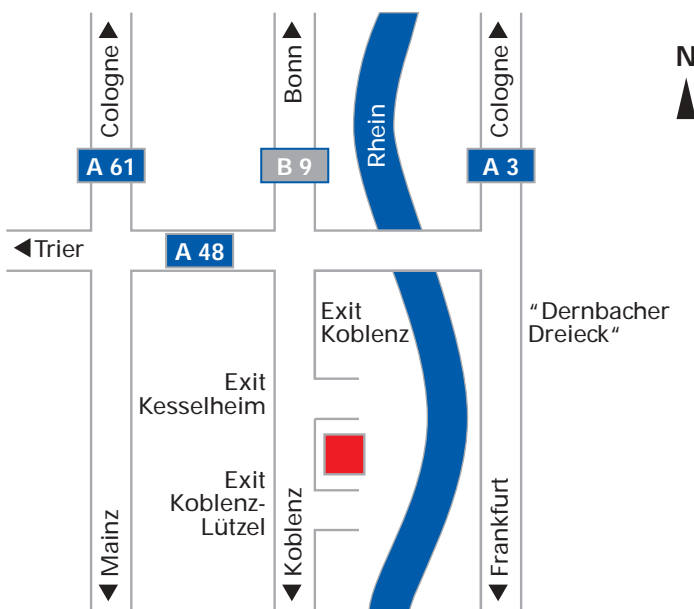 Cologne
Bonn
Rhein
Cologne
N
A 61
B 9
A 3
Trier
A 48
Exit
Koblenz
"Dernbacher
Dreieck"
Exit
Kesselheim
Exit
Koblenz-
Lützel
Mainz
Koblenz
Frankfurt